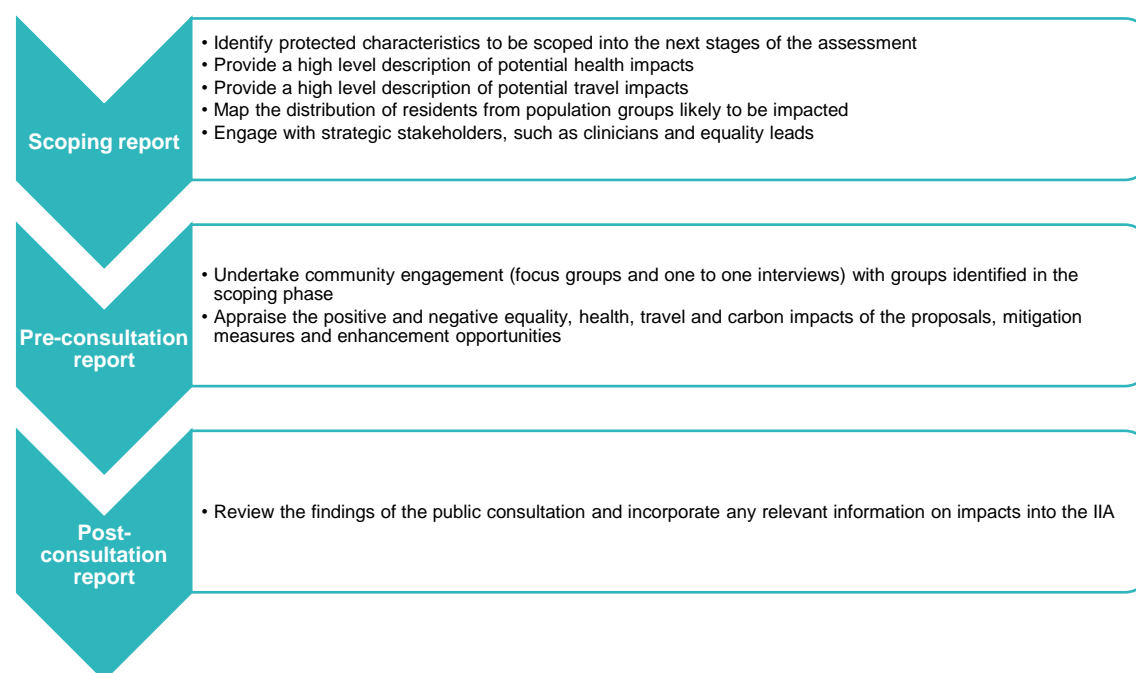 Scoping report
• Identify protected characteristics to be scoped into the next stages of the assessment
• Provide a high level description of potential health impacts
• Provide a high level description of potential travel impacts
• Map the distribution of residents from population groups likely to be impacted
• Engage with strategic stakeholders, such as clinicians and equality leads
Pre-consultation
report
• Undertake community engagement (focus groups and one to one interviews) with groups identified in the
scoping phase
• Appraise the positive and negative equality, health, travel and carbon impacts of the proposals, mitigation
measures and enhancement opportunities
Post-
consultation
report
• Review the findings of the public consultation and incorporate any relevant information on impacts into the IIA